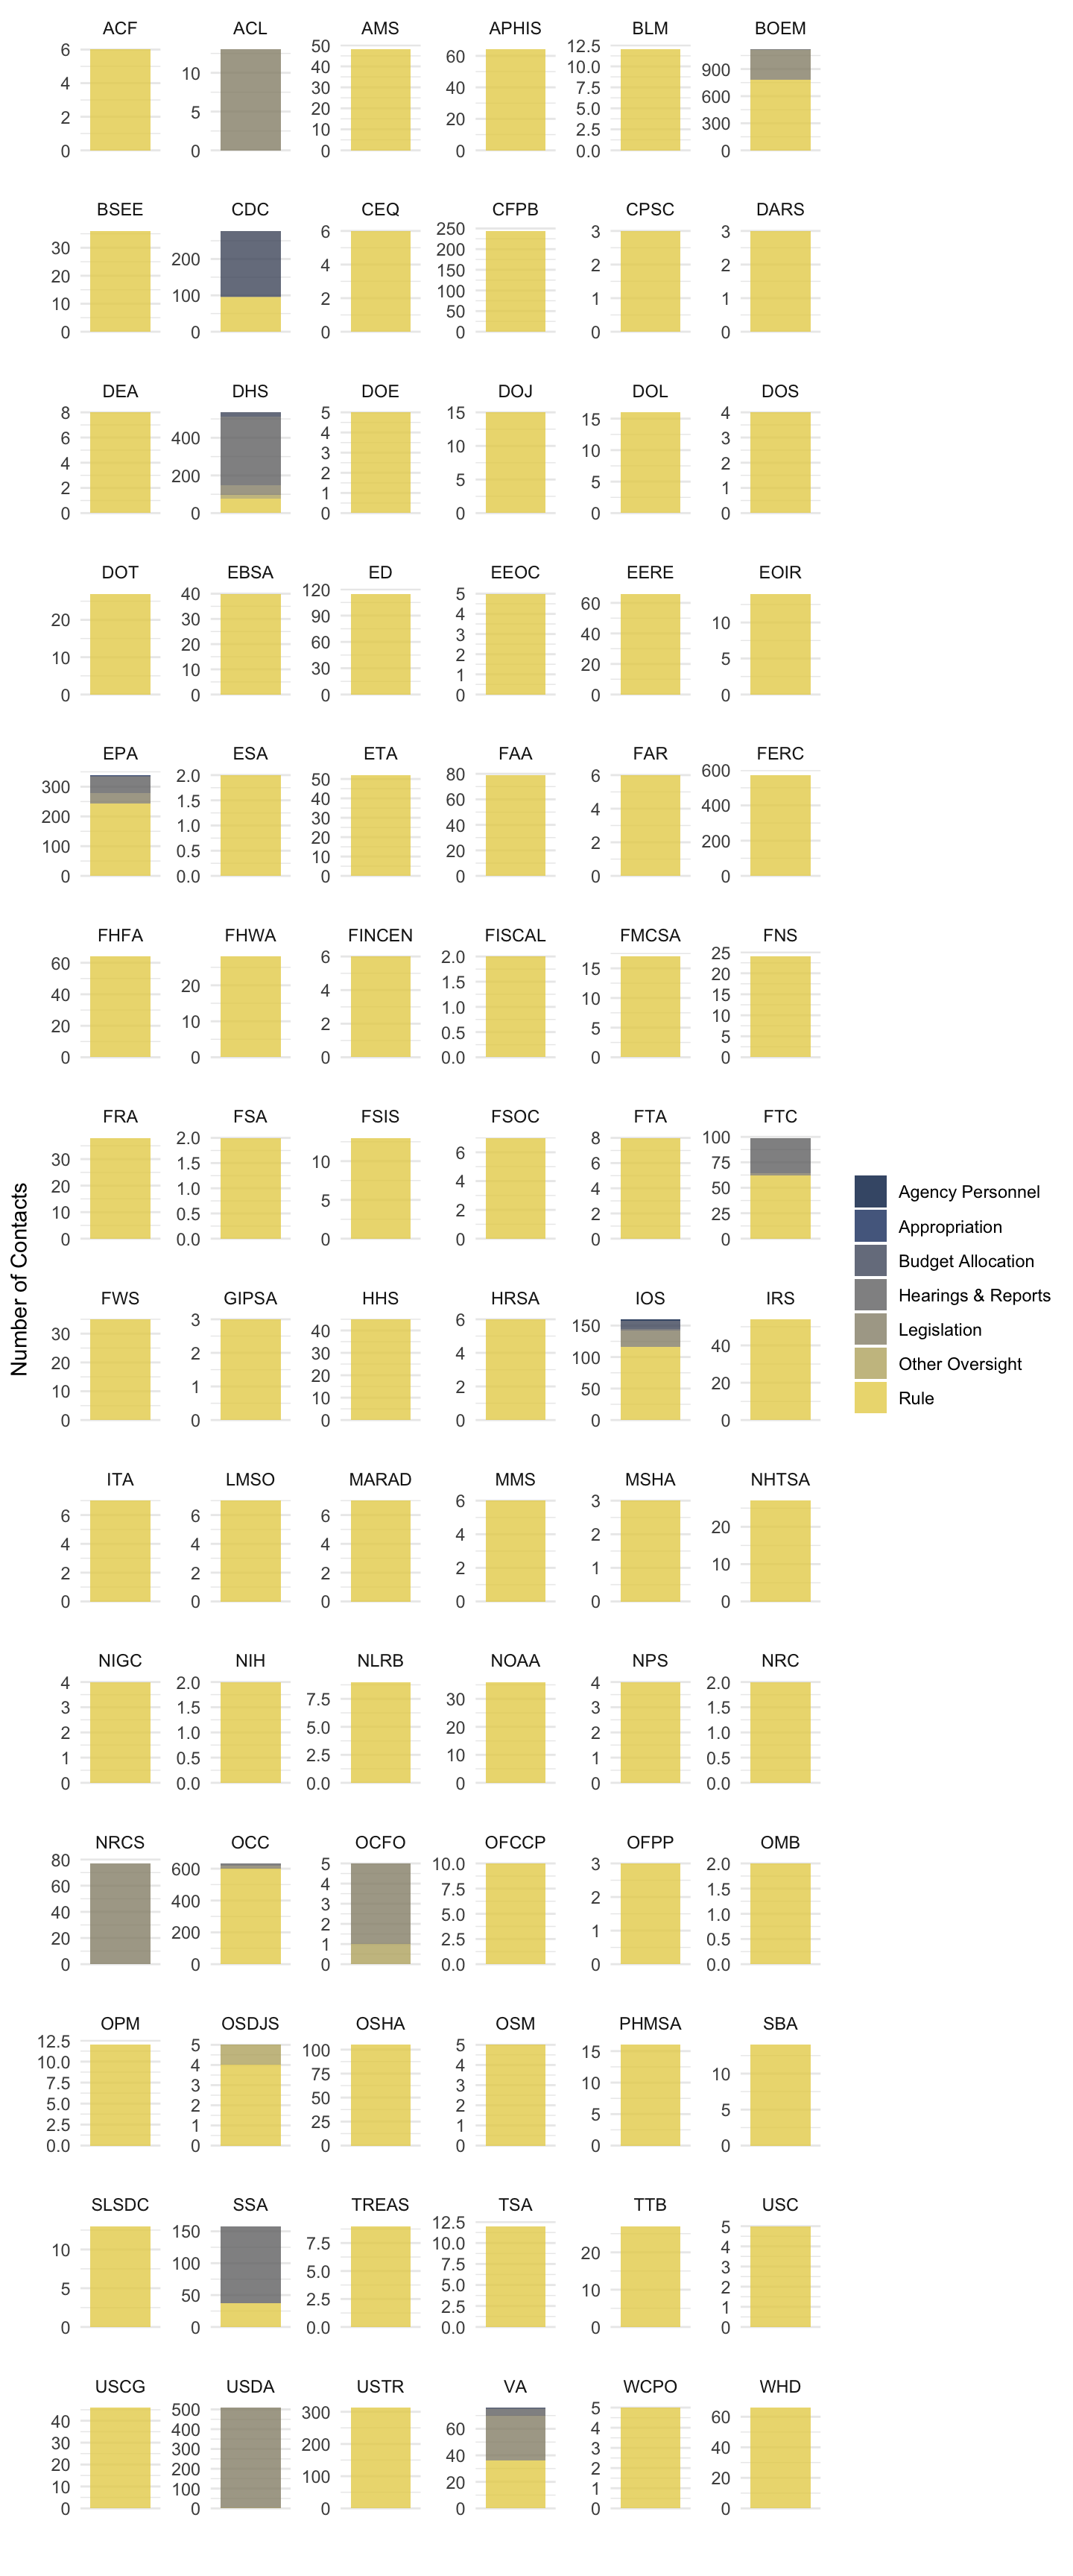 ACF ACL AMS APHIS BLM BOEM
6 4 2 0
10 5 0
50 40 30 20 10 0
60 40 20 0
12.5 10.0 7.5 5.0 2.5 0.0
900 600 300 0
BSEE CDC CEQ CFPB CPSC DARS
30 20 10 0
200 100 0
6 4 2 0
250 200 150 100 50 0
3 2 1 0
3 2 1 0
DEA DHS DOE DOJ DOL DOS
8 6 4 2 0
400 200 0
5 4 3 2 1 0
15 10 5 0
15 10 5 0
4 3 2 1 0
DOT EBSA ED EEOC EERE EOIR
20 10 0
40 30 20 10 0
120 90 60 30 0
5 4 3 2 1 0
60 40 20 0
10 5 0
EPA ESA ETA FAA FAR FERC
300 200 100 0
2.0 1.5 1.0 0.5 0.0
50 40 30 20 10 0
80 60 40 20 0
6 4 2 0
600 400 200 0
FHFA FHWA FINCEN FISCAL FMCSA FNS
60 40 20 0
20 10 0
6 4 2 0
2.0 1.5 1.0 0.5 0.0
15 10 5 0
25 20 15 10 5 0
FRA FSA FSIS FSOC FTA FTC
30 20 10 0
2.0 1.5 1.0 0.5 0.0
10 5 0
6 4 2 0
8 6 4 2 0
100 75 50 25 0
FWS GIPSA HHS HRSA IOS IRS
30 20 10 0
3 2 1 0
40 30 20 10 0
6 4 2 0
150 100 50 0
40 20 0
ITA LMSO MARAD MMS MSHA NHTSA
6 4 2 0
6 4 2 0
6 4 2 0
6 4 2 0
3 2 1 0
20 10 0
NIGC NIH NLRB NOAA NPS NRC
4 3 2 1 0
2.0 1.5 1.0 0.5 0.0
7.5 5.0 2.5 0.0
30 20 10 0
4 3 2 1 0
2.0 1.5 1.0 0.5 0.0
NRCS OCC OCFO OFCCP OFPP OMB
80 60 40 20 0
600 400 200 0
5 4 3 2 1 0
10.0 7.5 5.0 2.5 0.0
3 2 1 0
2.0 1.5 1.0 0.5 0.0
OPM OSDJS OSHA OSM PHMSA SBA
12.5 10.0 7.5 5.0 2.5 0.0
5 4 3 2 1 0
100 75 50 25 0
5 4 3 2 1 0
15 10 5 0
10 5 0
SLSDC SSA TREAS TSA TTB USC
10 5 0
150 100 50 0
7.5 5.0 2.5 0.0
12.5 10.0 7.5 5.0 2.5 0.0
20 10 0
5 4 3 2 1 0
USCG USDA USTR VA WCPO WHD
40 30 20 10 0
500 400 300 200 100 0
300 200 100 0
60 40 20 0
5 4 3 2 1 0
60 40 20 0
Number of Contacts
Agency Personnel
Appropriation
Budget Allocation
Hearings & Reports
Legislation
Other Oversight
Rule